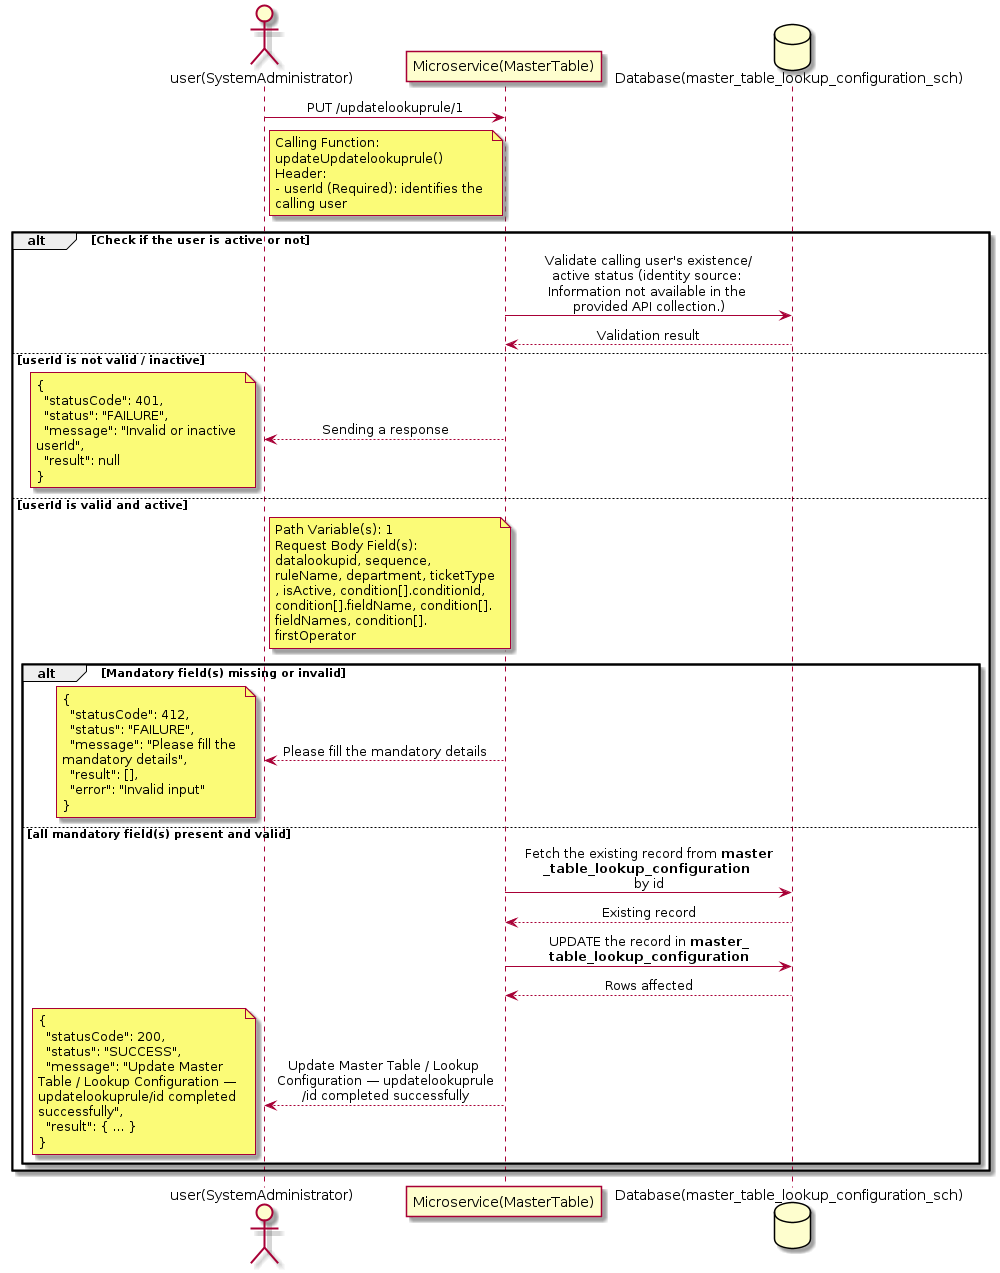 user(SystemAdministrator)
Microservice(MasterTable)
Database(master_table_lookup_configuration_sch)
PUT /updatelookuprule/1
Calling Function:
updateUpdatelookuprule()
Header:
- userId (Required): identifies the
calling user
alt
[Check if the user is active or not]
Validate calling user's existence/
active status (identity source:
Information not available in the
provided API collection.)
Validation result
[userId is not valid / inactive]
{
"statusCode": 401,
"status": "FAILURE",
"message": "Invalid or inactive
userId",
"result": null
}
Sending a response
[userId is valid and active]
Path Variable(s): 1
Request Body Field(s):
datalookupid, sequence,
ruleName, department, ticketType
, isActive, condition[].conditionId,
condition[].fieldName, condition[].
fieldNames, condition[].
firstOperator
alt
[Mandatory field(s) missing or invalid]
{
"statusCode": 412,
"status": "FAILURE",
"message": "Please fill the
mandatory details",
"result": [],
"error": "Invalid input"
}
Please fill the mandatory details
[all mandatory field(s) present and valid]
Fetch the existing record from master
_table_lookup_configuration
by id
Existing record
UPDATE the record in master_
table_lookup_configuration
Rows affected
{
"statusCode": 200,
"status": "SUCCESS",
"message": "Update Master
Table / Lookup Configuration —
updatelookuprule/id completed
successfully",
"result": { ... }
}
Update Master Table / Lookup
Configuration — updatelookuprule
/id completed successfully
user(SystemAdministrator)
Microservice(MasterTable)
Database(master_table_lookup_configuration_sch)